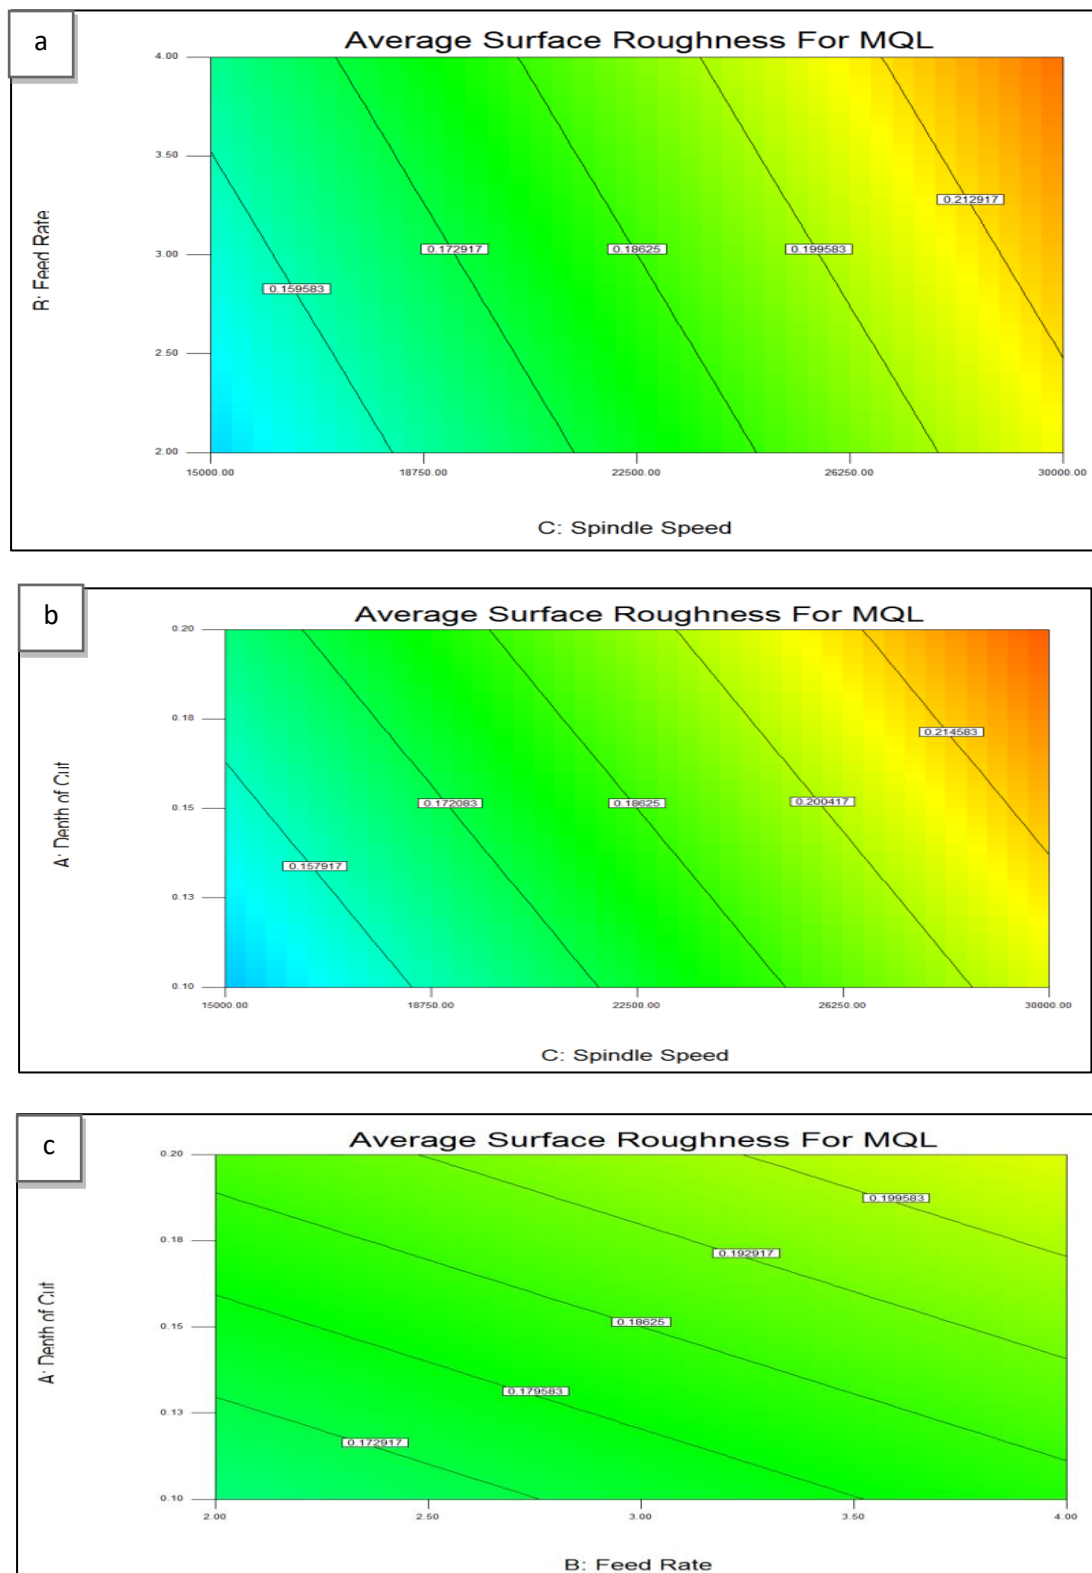 a
Average Surface Roughness For MQL
4.00
3.50
3.00
2.50
2.00
B: Feed Rate
0.212917
0.172917
0.18625
0.199583
0.159583
15000.00 18750.00 22500.00 26250.00 30000.00
C: Spindle Speed
b
Average Surface Roughness For MQL
0.20
0.18
0.15
0.13
0.10
A: Depth of Cut
0.214583
0.172083
0.18625
0.200417
0.157917
15000.00 18750.00 22500.00 26250.00 30000.00
C: Spindle Speed
c
Average Surface Roughness For MQL
0.20
0.18
0.15
0.13
0.10
A: Depth of Cut
0.199583
0.192917
0.18625
0.179583
0.172917
2.00 2.50 3.00 3.50 4.00
B: Feed Rate